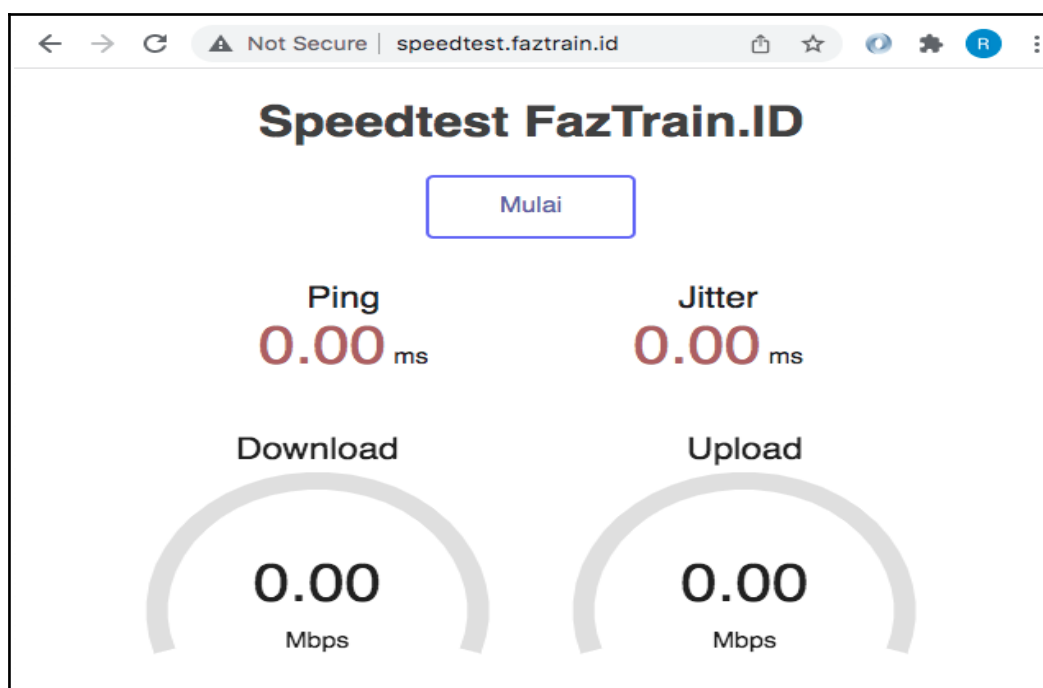 Not Secure | speedtest.faztrain.id R
Speedtest FazTrain.ID
Mulai
Ping Jitter
0.00 ms 0.00 ms
Download Upload
0.00 0.00
Mbps Mbps